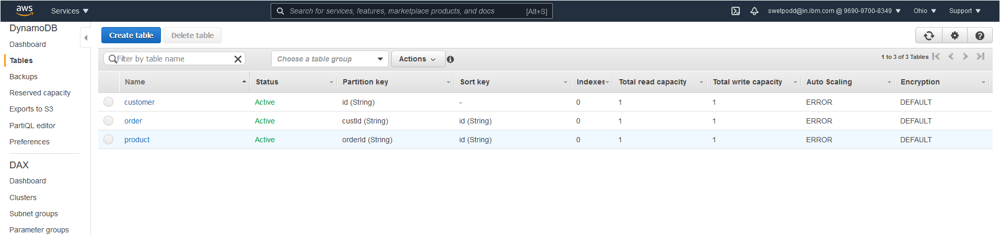 aws Services Search for services, features, marketplace products, and docs [Alt+S] swetpodd@in.ibm.com @ 9690-9700-8349 Ohio Support
DynamoDB
Dashboard
Tables
Backups
Reserved capacity
Exports to S3
PartiQL editor
Preferences
DAX
Dashboard
Clusters
Subnet groups
Parameter groups
Create table Delete table
Filter by table name Choose a table group Actions 1 to 3 of 3 Tables
Name Status Partition key Sort key Indexes Total read capacity Total write capacity Auto Scaling Encryption
customer Active id (String) - 0 1 1 ERROR DEFAULT
order Active custId (String) id (String) 0 1 1 ERROR DEFAULT
product Active orderId (String) id (String) 0 1 1 ERROR DEFAULT